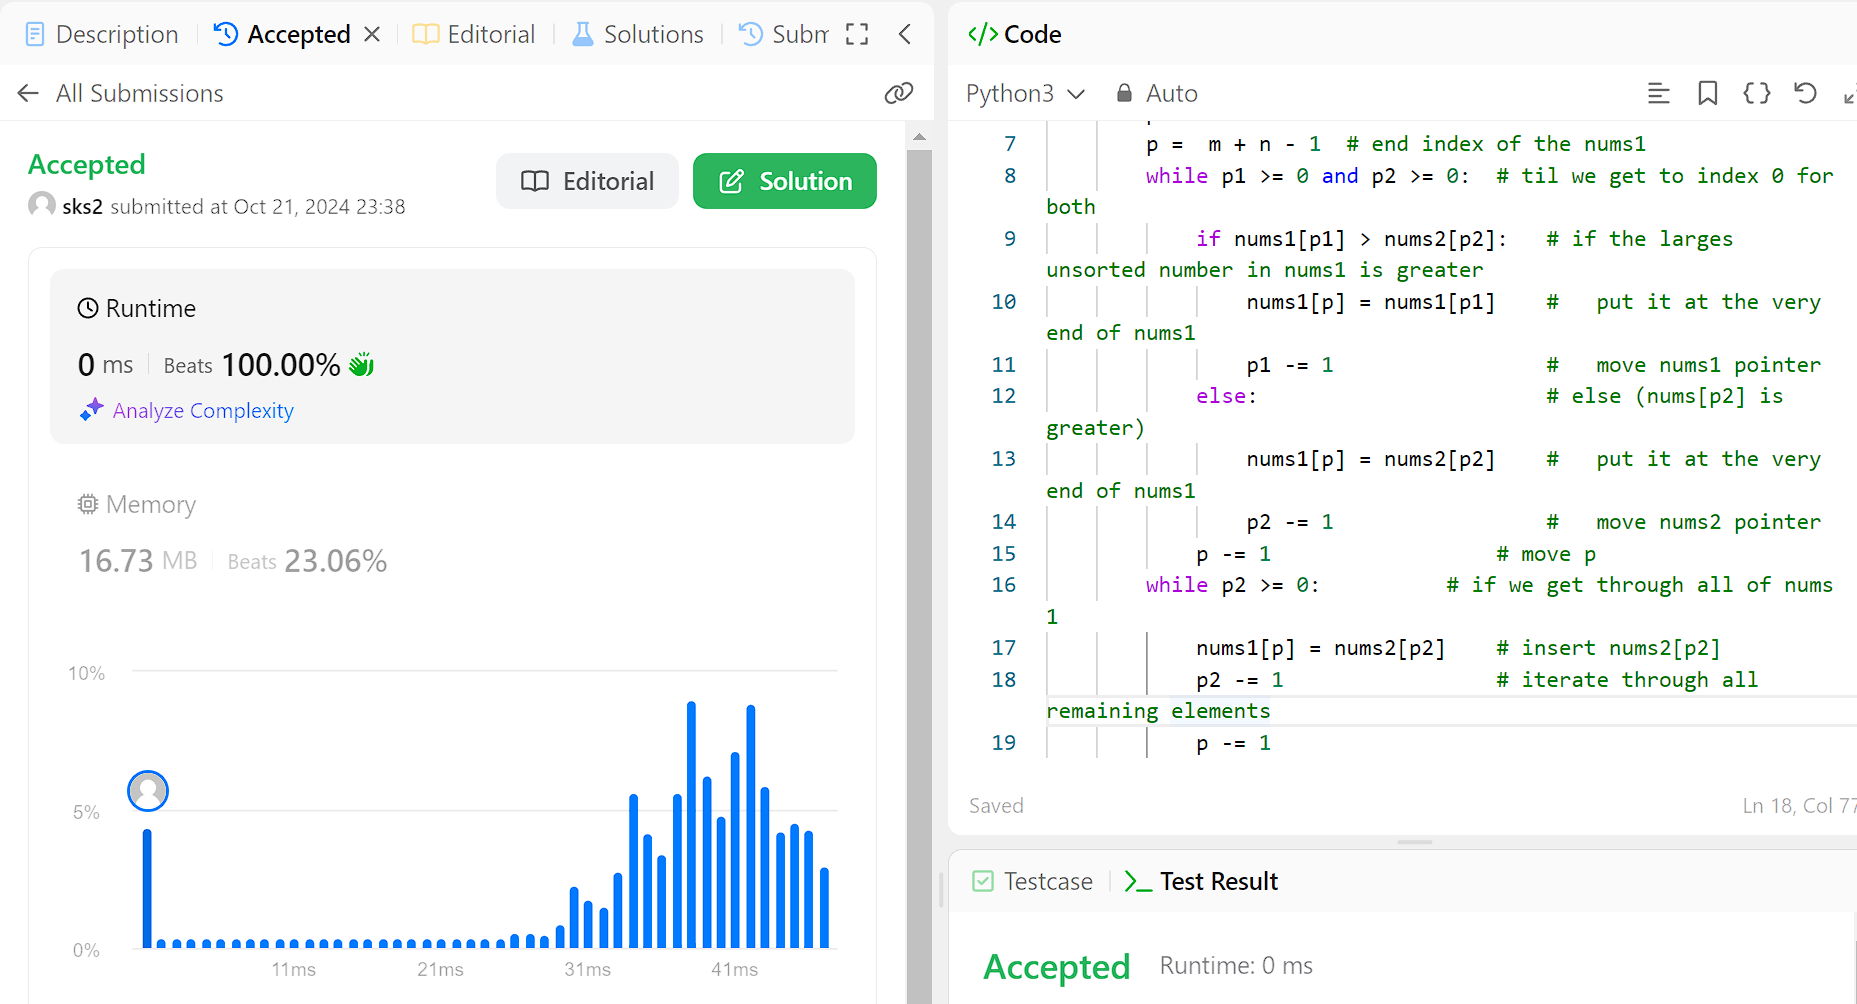 Description
Accepted
Editorial
Solutions
Subm
All Submissions
Accepted
sks2 submitted at Oct 21, 2024 23:38
Editorial
Solution
Runtime
0 ms
Beats 100.00%
Analyze Complexity
Memory
16.73 MB
Beats 23.06%
10%
5%
0%
11ms
21ms
31ms
41ms
</> Code
Python3
Auto
7 p =  m + n - 1  # end index of the nums1
8 while p1 >= 0 and p2 >= 0:  # til we get to index 0 for
both
9 if nums1[p1] > nums2[p2]:   # if the larges
unsorted number in nums1 is greater
10 nums1[p] = nums1[p1]    #   put it at the very
end of nums1
11 p1 -= 1                 #   move nums1 pointer
12 else:                       # else (nums[p2] is
greater)
13 nums1[p] = nums2[p2]    #   put it at the very
end of nums1
14 p2 -= 1                 #   move nums2 pointer
15 p -= 1                  # move p
16 while p2 >= 0:          # if we get through all of nums
1
17 nums1[p] = nums2[p2]    # insert nums2[p2]
18 p2 -= 1                 # iterate through all
remaining elements
19 p -= 1
Saved
Ln 18, Col 77
Testcase
Test Result
Accepted
Runtime: 0 ms